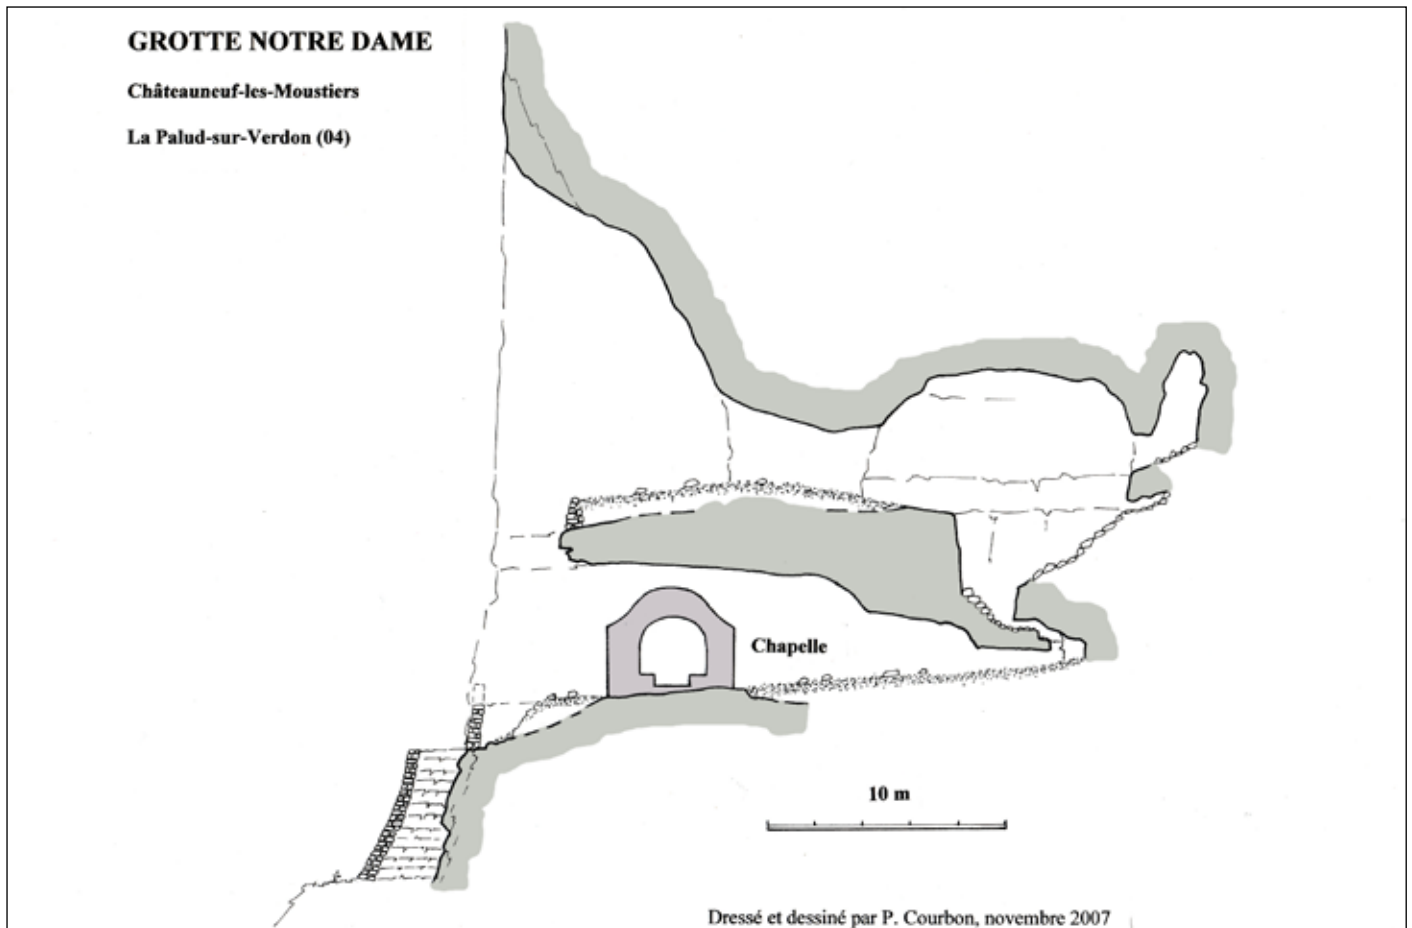 GROTTE NOTRE DAME
Châteauneuf-les-Moustiers
La Palud-sur-Verdon (04)
Chapelle
10 m
Dressé et dessiné par P. Courbon, novembre 2007